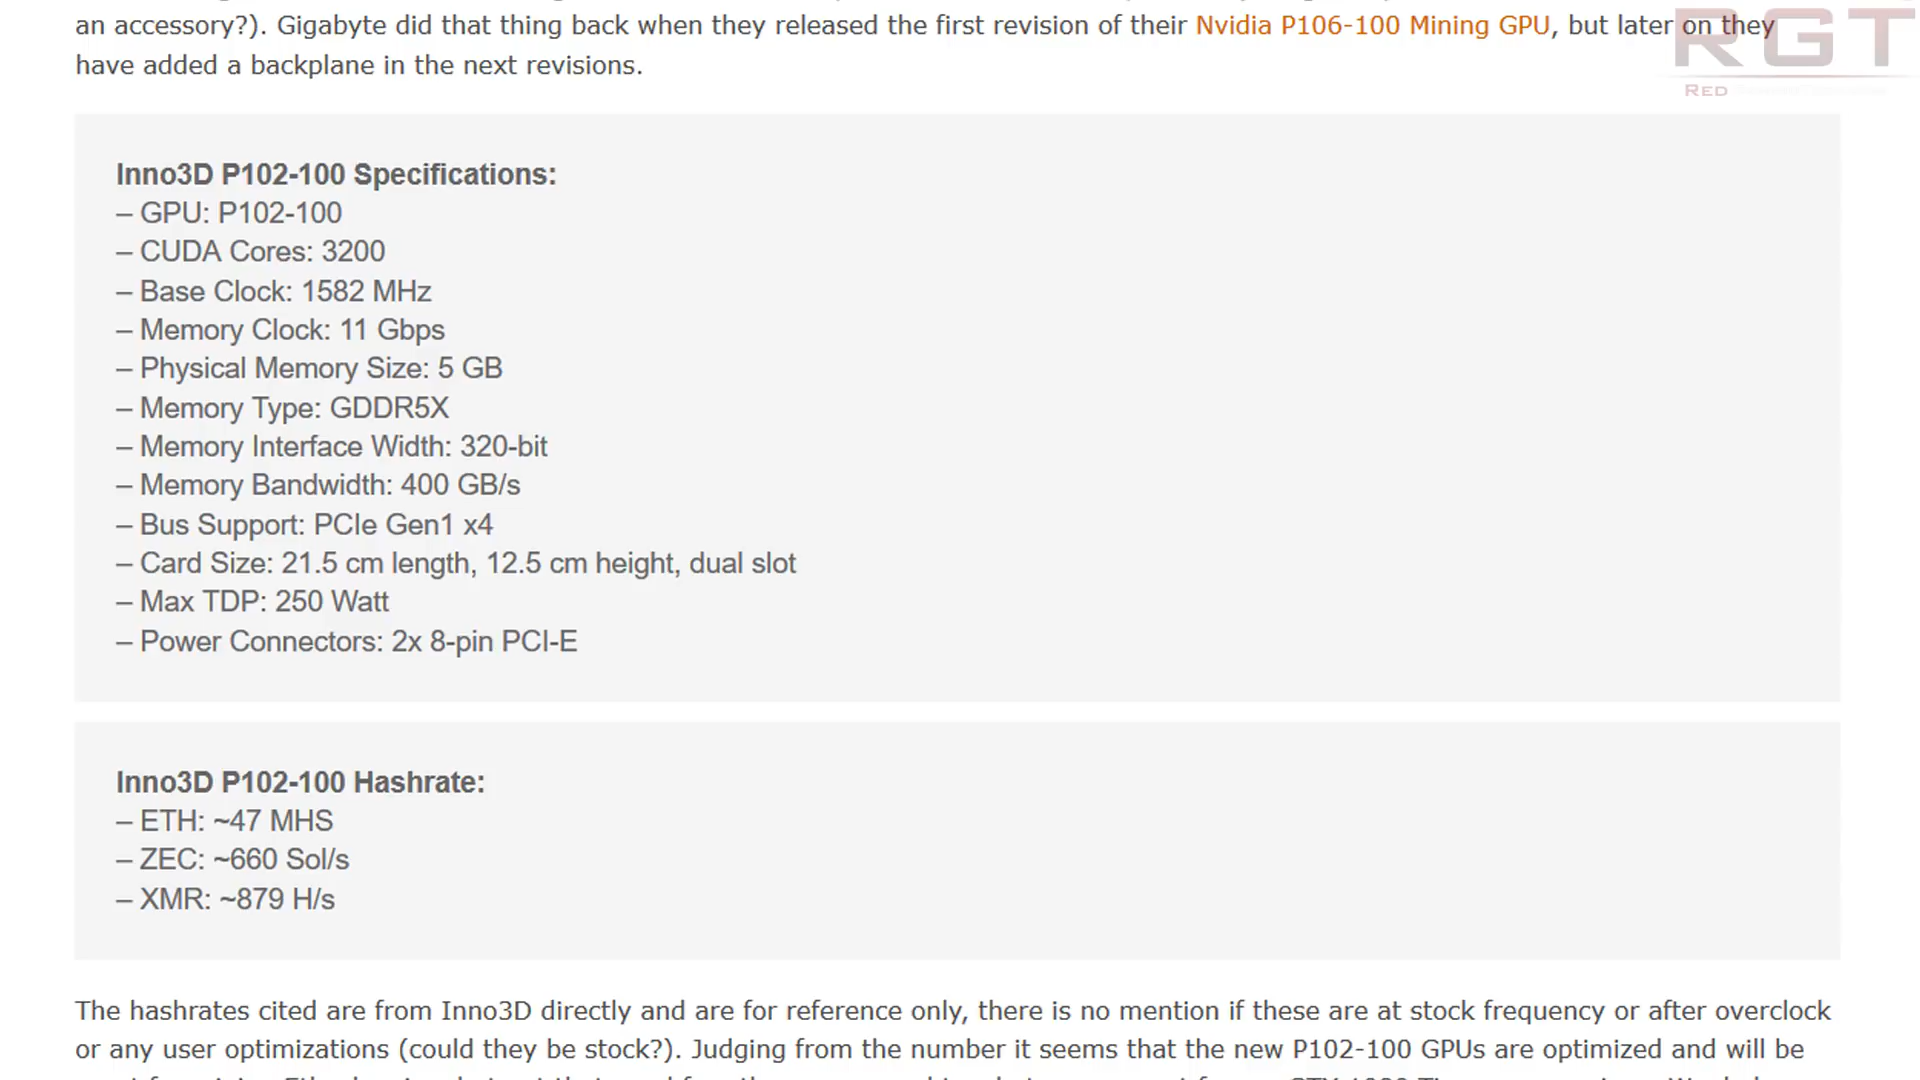 an accessory?). Gigabyte did that thing back when they released the first revision of their Nvidia P106-100 Mining GPU, but later on they
have added a backplane in the next revisions.
RGT
RED
Inno3D P102-100 Specifications:
– GPU: P102-100
– CUDA Cores: 3200
– Base Clock: 1582 MHz
– Memory Clock: 11 Gbps
– Physical Memory Size: 5 GB
– Memory Type: GDDR5X
– Memory Interface Width: 320-bit
– Memory Bandwidth: 400 GB/s
– Bus Support: PCIe Gen1 x4
– Card Size: 21.5 cm length, 12.5 cm height, dual slot
– Max TDP: 250 Watt
– Power Connectors: 2x 8-pin PCI-E
Inno3D P102-100 Hashrate:
– ETH: ~47 MHS
– ZEC: ~660 Sol/s
– XMR: ~879 H/s
The hashrates cited are from Inno3D directly and are for reference only, there is no mention if these are at stock frequency or after overclock
or any user optimizations (could they be stock?). Judging from the number it seems that the new P102-100 GPUs are optimized and will be